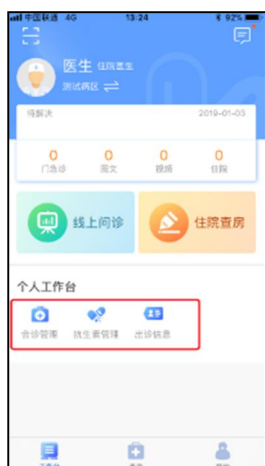 中国联通 4G 13:24 92%
医生 住院医生
测试病区
待解决 2019-01-03
0 0 0 0
门急诊 图文 视频 住院
线上问诊 住院查房
个人工作台
会诊管理 抗生素管理 出诊信息
工作台